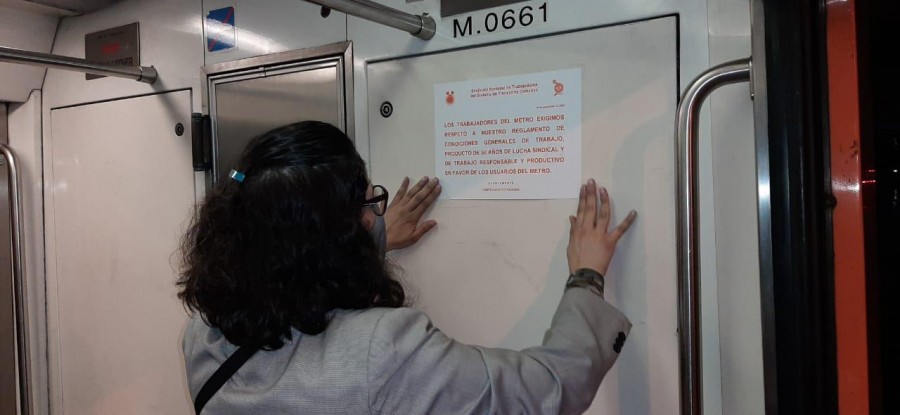 M.0661
Sindicato Nacional de Trabajadores
del Sistema de Transporte Colectivo
LOS TRABAJADORES DEL METRO EXIGIMOS
RESPETO A NUESTRO REGLAMENTO DE
CONDICIONES GENERALES DE TRABAJO,
PRODUCTO DE 50 AÑOS DE LUCHA SINDICAL Y
DE TRABAJO RESPONSABLE Y PRODUCTIVO
EN FAVOR DE LOS USUARIOS DEL METRO.